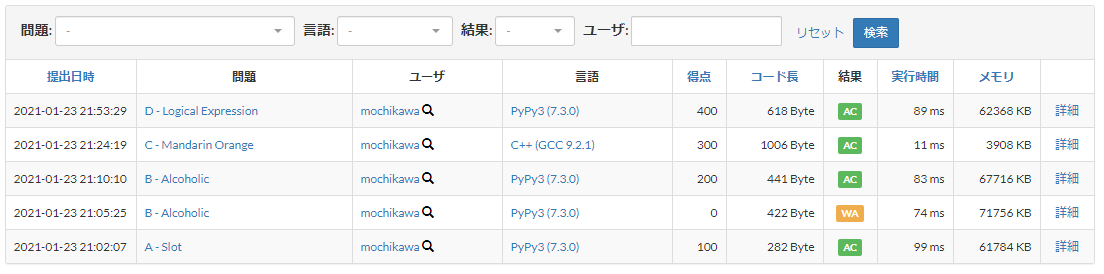 問題: - 言語: - 結果: - ユーザ: リセット 検索
提出日時 問題 ユーザ 言語 得点 コード長 結果 実行時間 メモリ
2021-01-23 21:53:29 D - Logical Expression mochikawa PyPy3 (7.3.0) 400 618 Byte AC 89 ms 62368 KB 詳細
2021-01-23 21:24:19 C - Mandarin Orange mochikawa C++ (GCC 9.2.1) 300 1006 Byte AC 11 ms 3908 KB 詳細
2021-01-23 21:10:10 B - Alcoholic mochikawa PyPy3 (7.3.0) 200 441 Byte AC 83 ms 67716 KB 詳細
2021-01-23 21:05:25 B - Alcoholic mochikawa PyPy3 (7.3.0) 0 422 Byte WA 74 ms 71756 KB 詳細
2021-01-23 21:02:07 A - Slot mochikawa PyPy3 (7.3.0) 100 282 Byte AC 99 ms 61784 KB 詳細